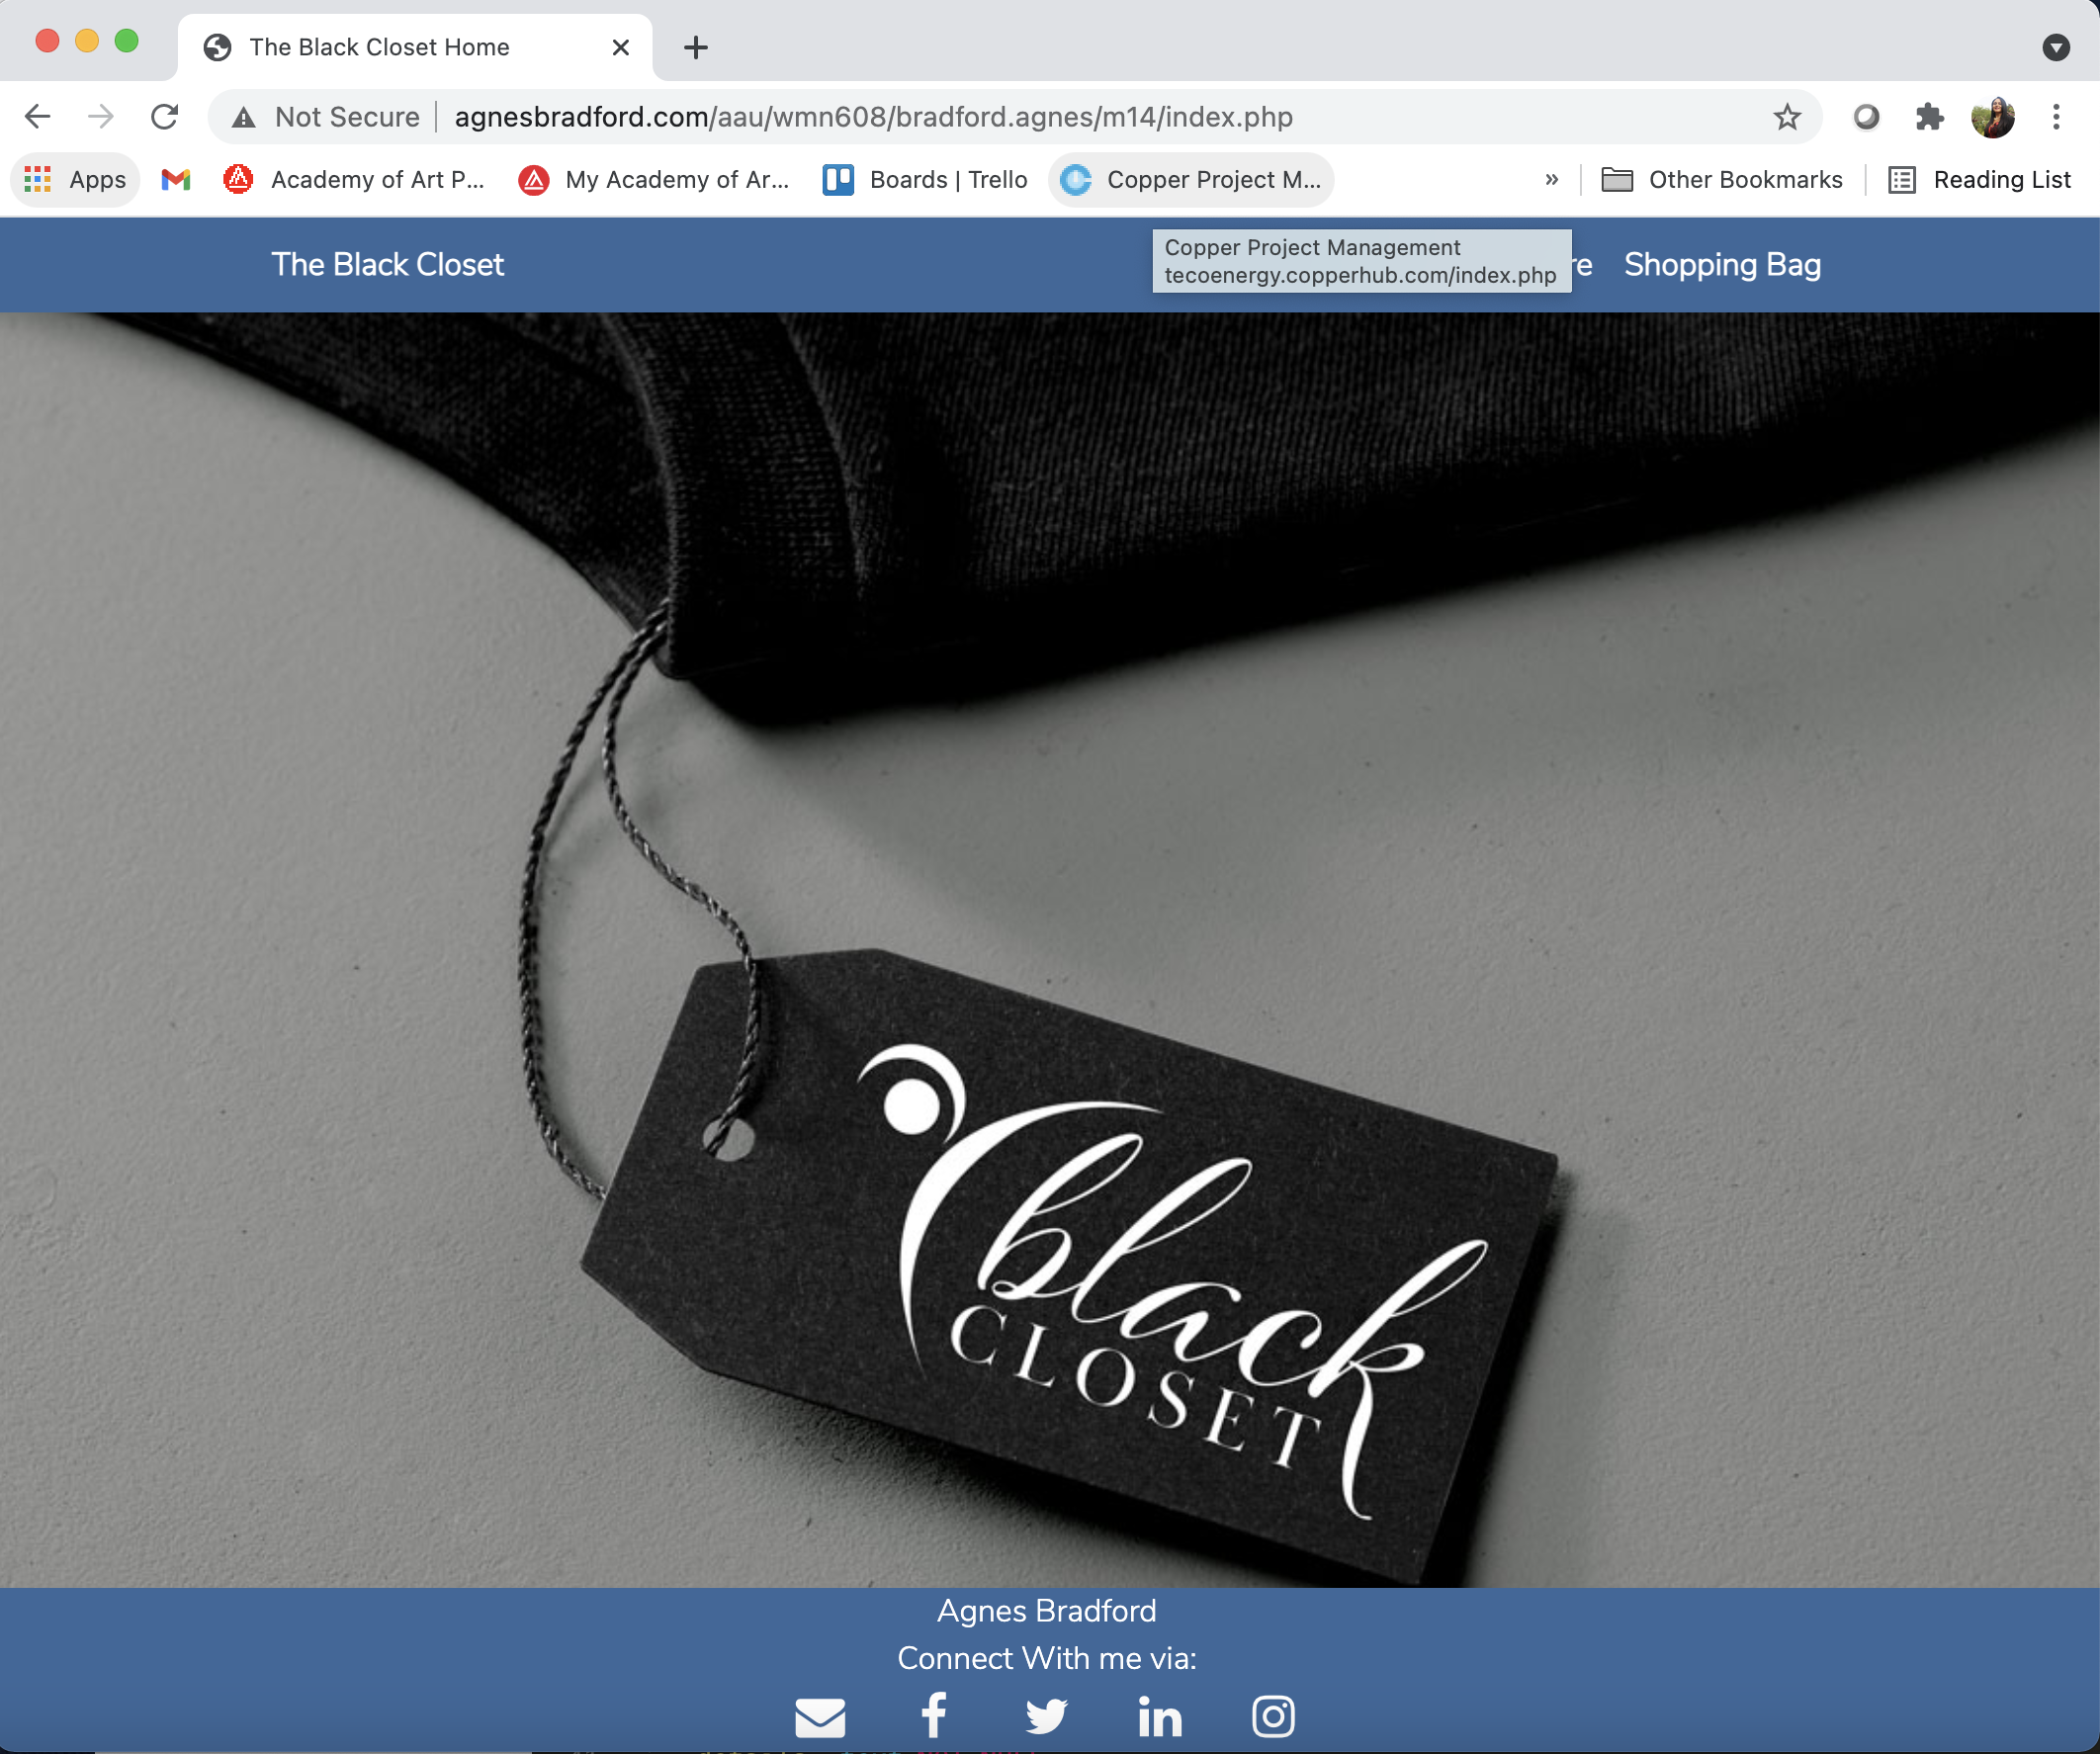 The Black Closet Home
Not Secure agnesbradford.com/aau/wmn608/bradford.agnes/m14/index.php
Apps Academy of Art P... My Academy of Ar... Boards | Trello Copper Project M... » Other Bookmarks Reading List
The Black Closet re Shopping Bag
Copper Project Management
tecoenergy.copperhub.com/index.php
black
CLOSET
Agnes Bradford
Connect With me via: